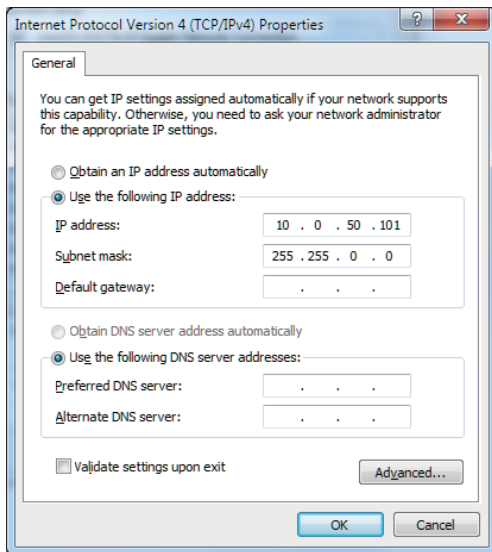 Internet Protocol Version 4 (TCP/IPv4) Properties
General
You can get IP settings assigned automatically if your network supports
this capability. Otherwise, you need to ask your network administrator
for the appropriate IP settings.
Obtain an IP address automatically
Use the following IP address:
IP address: 10 . 0 . 50 . 101
Subnet mask: 255 . 255 . 0 . 0
Default gateway: . . .
Obtain DNS server address automatically
Use the following DNS server addresses:
Preferred DNS server: . . .
Alternate DNS server: . . .
Validate settings upon exit
Advanced...
OK Cancel